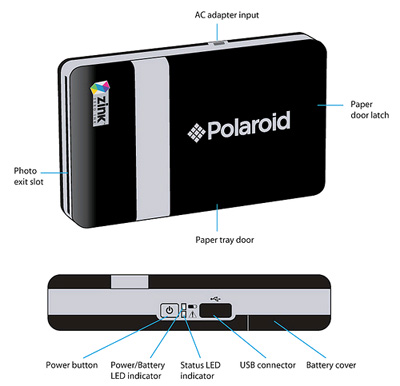 AC adapter input
zink
Polaroid
Paper
door latch
Photo
exit slot
Paper tray door
Power button
Power/Battery
LED indicator
Status LED
indicator
USB connector
Battery cover